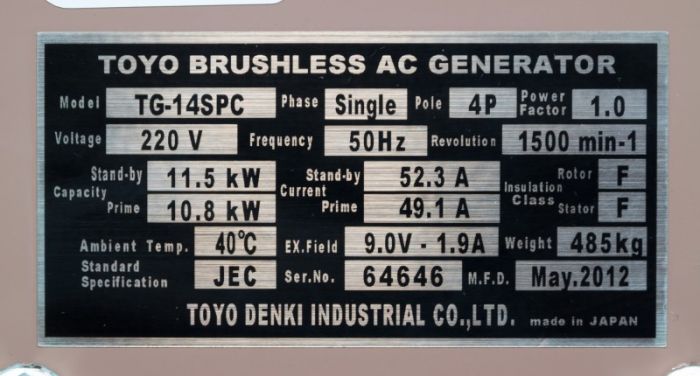 TOYO BRUSHLESS AC GENERATOR
Model TG-14SPC Phase Single Pole 4P Power Factor 1.0
Voltage 220 V Frequency 50Hz Revolution 1500 min-1
Capacity Stand-by 11.5 kW Current Stand-by 52.3 A Insulation Class Rotor F
Prime 10.8 kW Prime 49.1 A Stator F
Ambient Temp. 40℃ EX.Field 9.0V - 1.9A Weight 485kg
Standard Specification JEC Ser.No. 64646 M.F.D. May.2012
TOYO DENKI INDUSTRIAL CO.,LTD. made in JAPAN